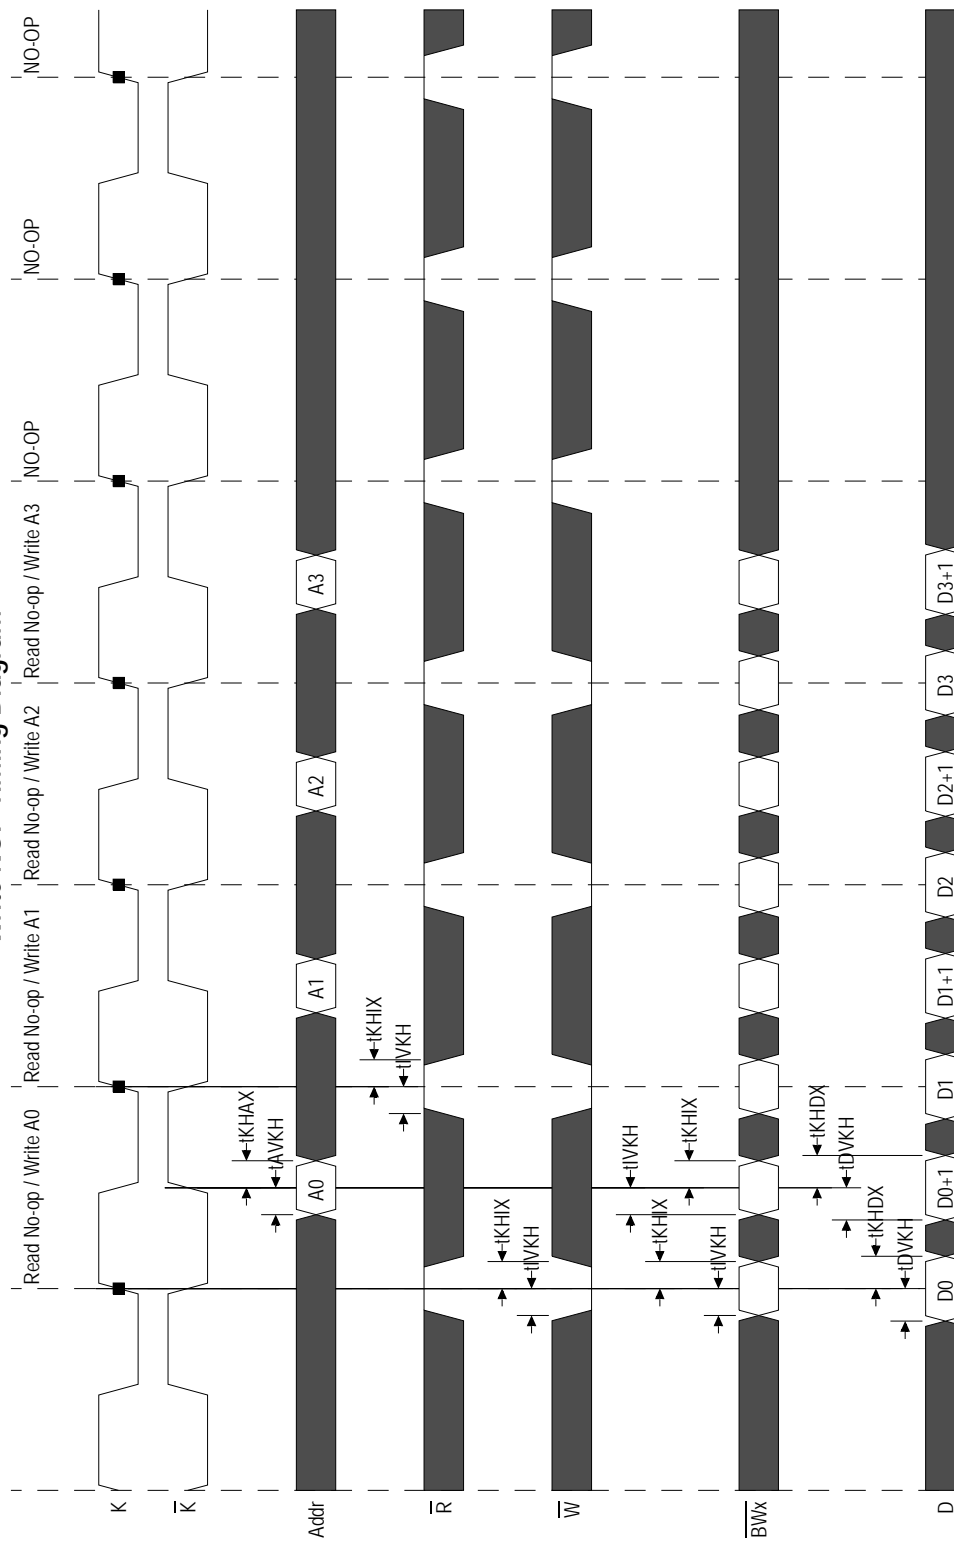 Read No-op / Write A0 Read No-op / Write A1 Read No-op / Write A2 Read No-op / Write A3 NO-OP NO-OP NO-OP
K
K̅
tKHAX
tAVKH
Addr A0 A1 A2 A3
tKHIX
tIVKH
R̅
tKHIX
tIVKH
W̅
tIVKH
tKHIX
tKHIX
tIVKH
B̅W̅x̅
tKHDX
tDVKH
tKHDX
tDVKH
D D0 D0+1 D1 D1+1 D2 D2+1 D3 D3+1